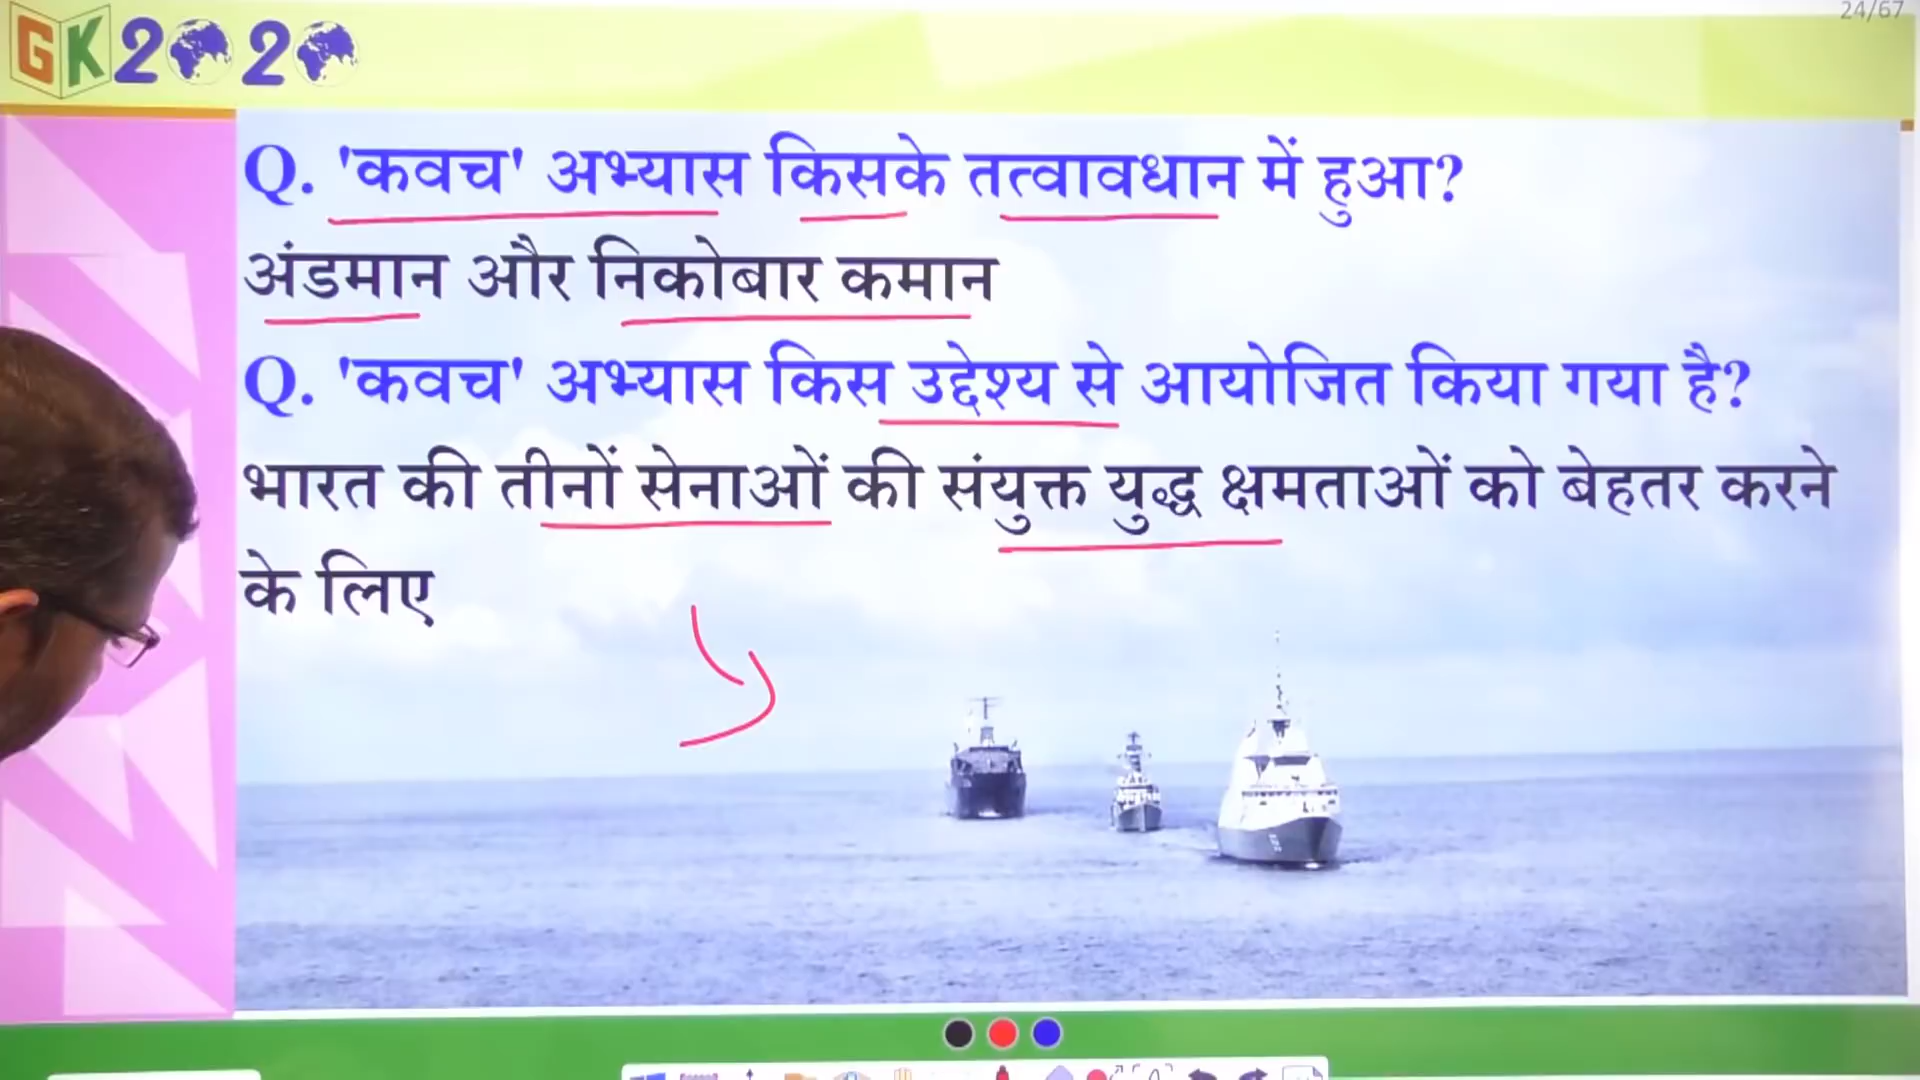 24/67
GK2020
Q. 'कवच' अभ्यास किसके तत्वावधान में हुआ?
अंडमान और निकोबार कमान
Q. 'कवच' अभ्यास किस उद्देश्य से आयोजित किया गया है?
भारत की तीनों सेनाओं की संयुक्त युद्ध क्षमताओं को बेहतर करने
के लिए